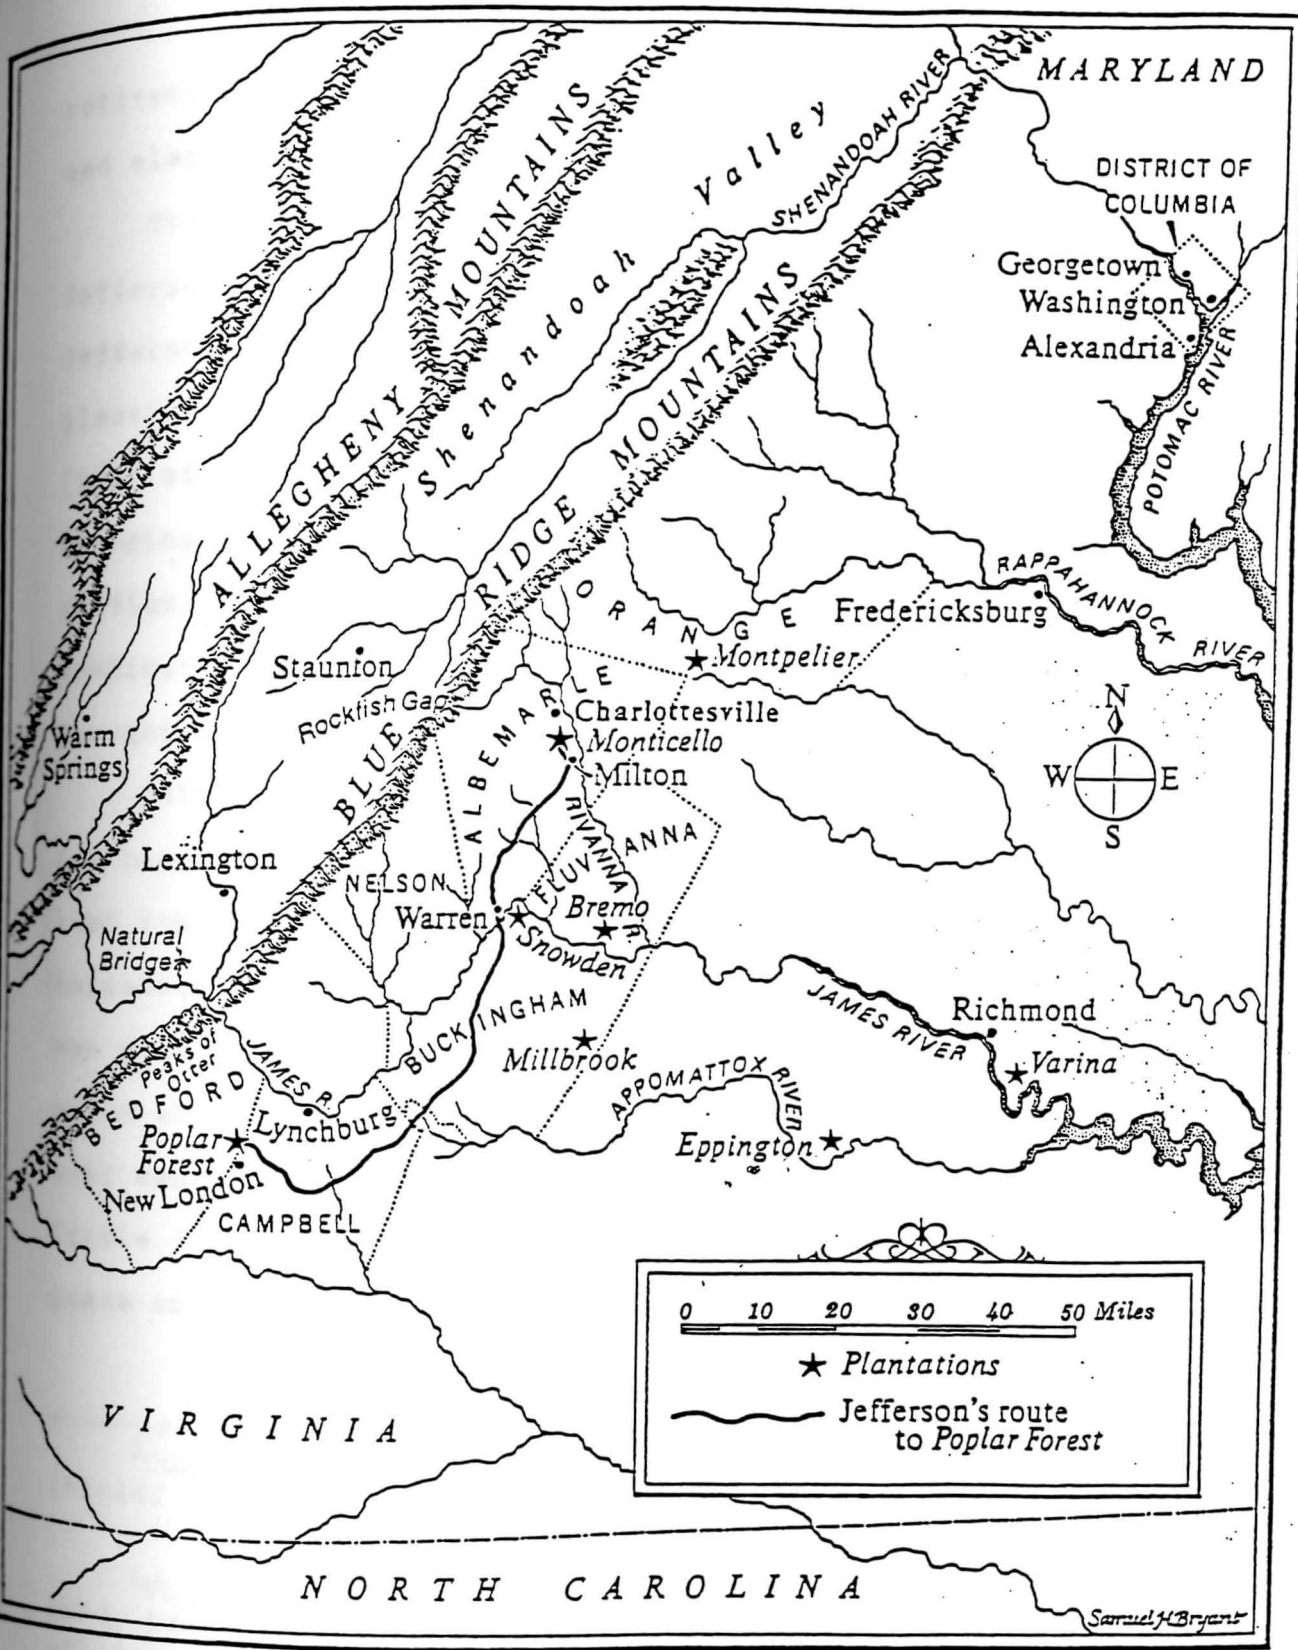 MARYLAND
DISTRICT OF
COLUMBIA
Georgetown
Washington
Alexandria
POTOMAC RIVER
SHENANDOAH RIVER
Shenandoah Valley
ALLEGHENY MOUNTAINS
BLUE RIDGE MOUNTAINS
ORANGE
RAPPAHANNOCK RIVER
Fredericksburg
Montpelier
Staunton
Rockfish Gap
ALBEMARLE
Charlottesville
Monticello
Milton
Warm
Springs
N
W E
S
RIVANNA R.
FLUVANNA
Lexington
NELSON
Warren
Bremo
Snowden
Natural
Bridge
BUCKINGHAM
Millbrook
JAMES RIVER
Richmond
Varina
Peaks of
Otter
BEDFORD
JAMES R.
Lynchburg
APPOMATTOX RIVER
Eppington
Poplar
Forest
New London
CAMPBELL
0 10 20 30 40 50 Miles
Plantations
Jefferson's route
to Poplar Forest
VIRGINIA
NORTH CAROLINA
Samuel H Bryant